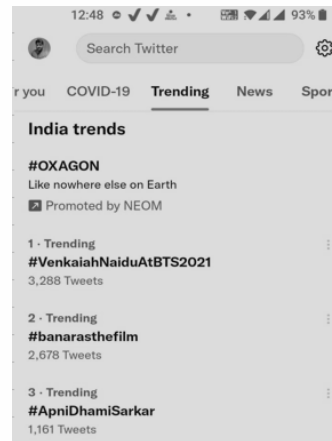 12:48 93%
Search Twitter
r you COVID-19 Trending News Spor
India trends
#OXAGON
Like nowhere else on Earth
Promoted by NEOM
1 · Trending
#VenkaiahNaiduAtBTS2021
3,288 Tweets
2 · Trending
#banarasthefilm
2,678 Tweets
3 · Trending
#ApniDhamiSarkar
1,161 Tweets